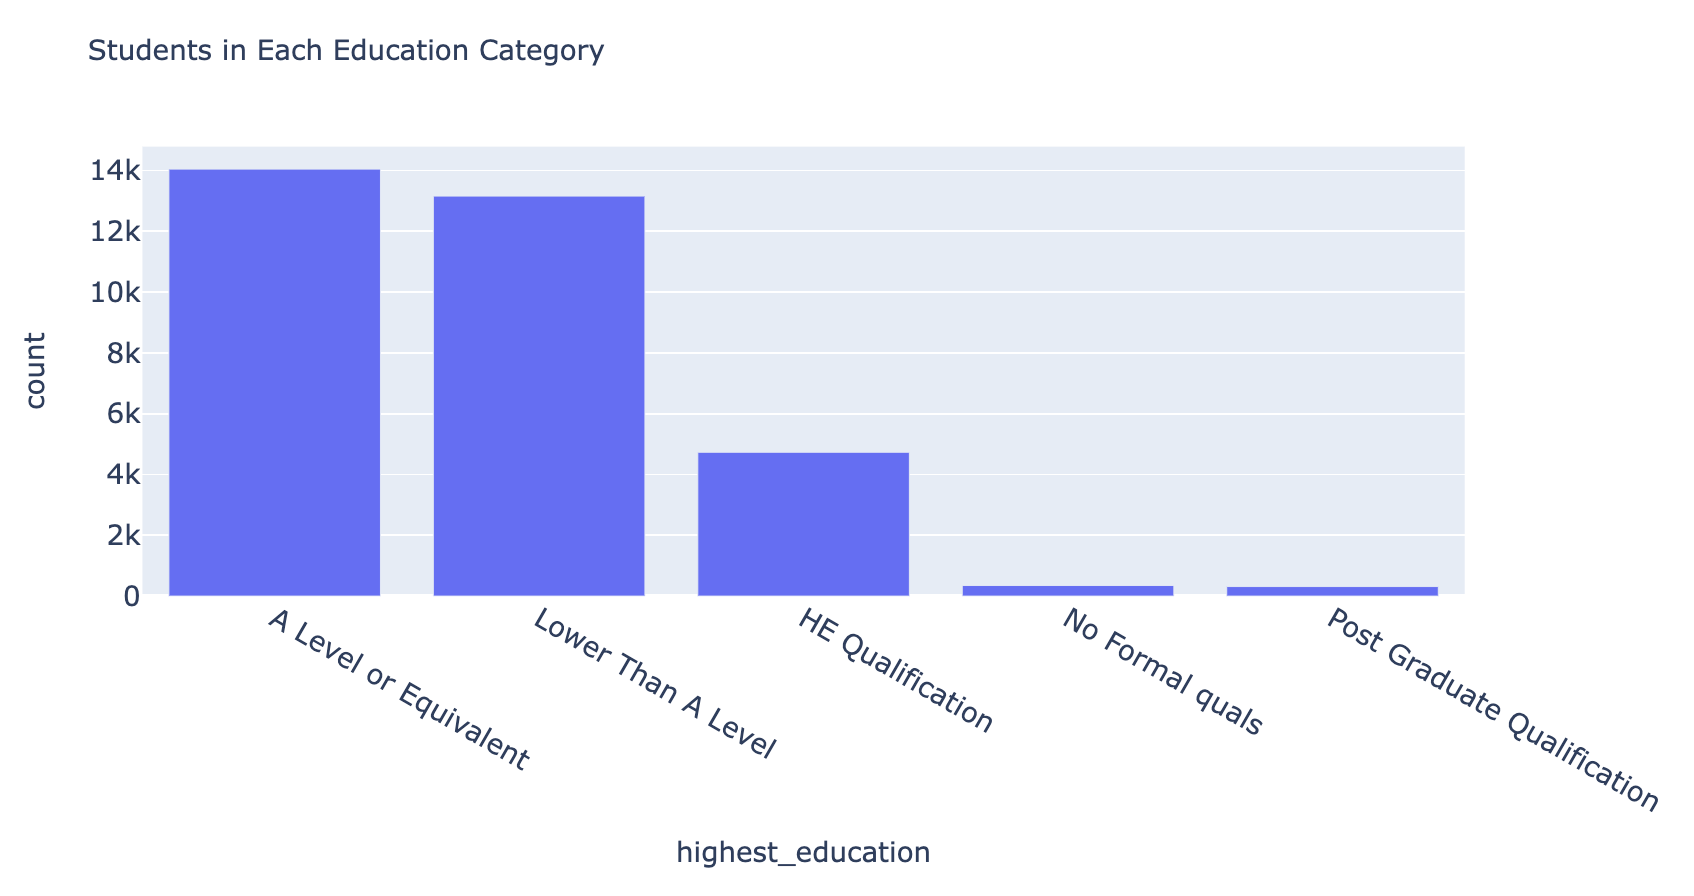 Students in Each Education Category
14k
12k
10k
8k
6k
4k
2k
0
count
A Level or Equivalent
Lower Than A Level
HE Qualification
No Formal quals
Post Graduate Qualification
highest_education